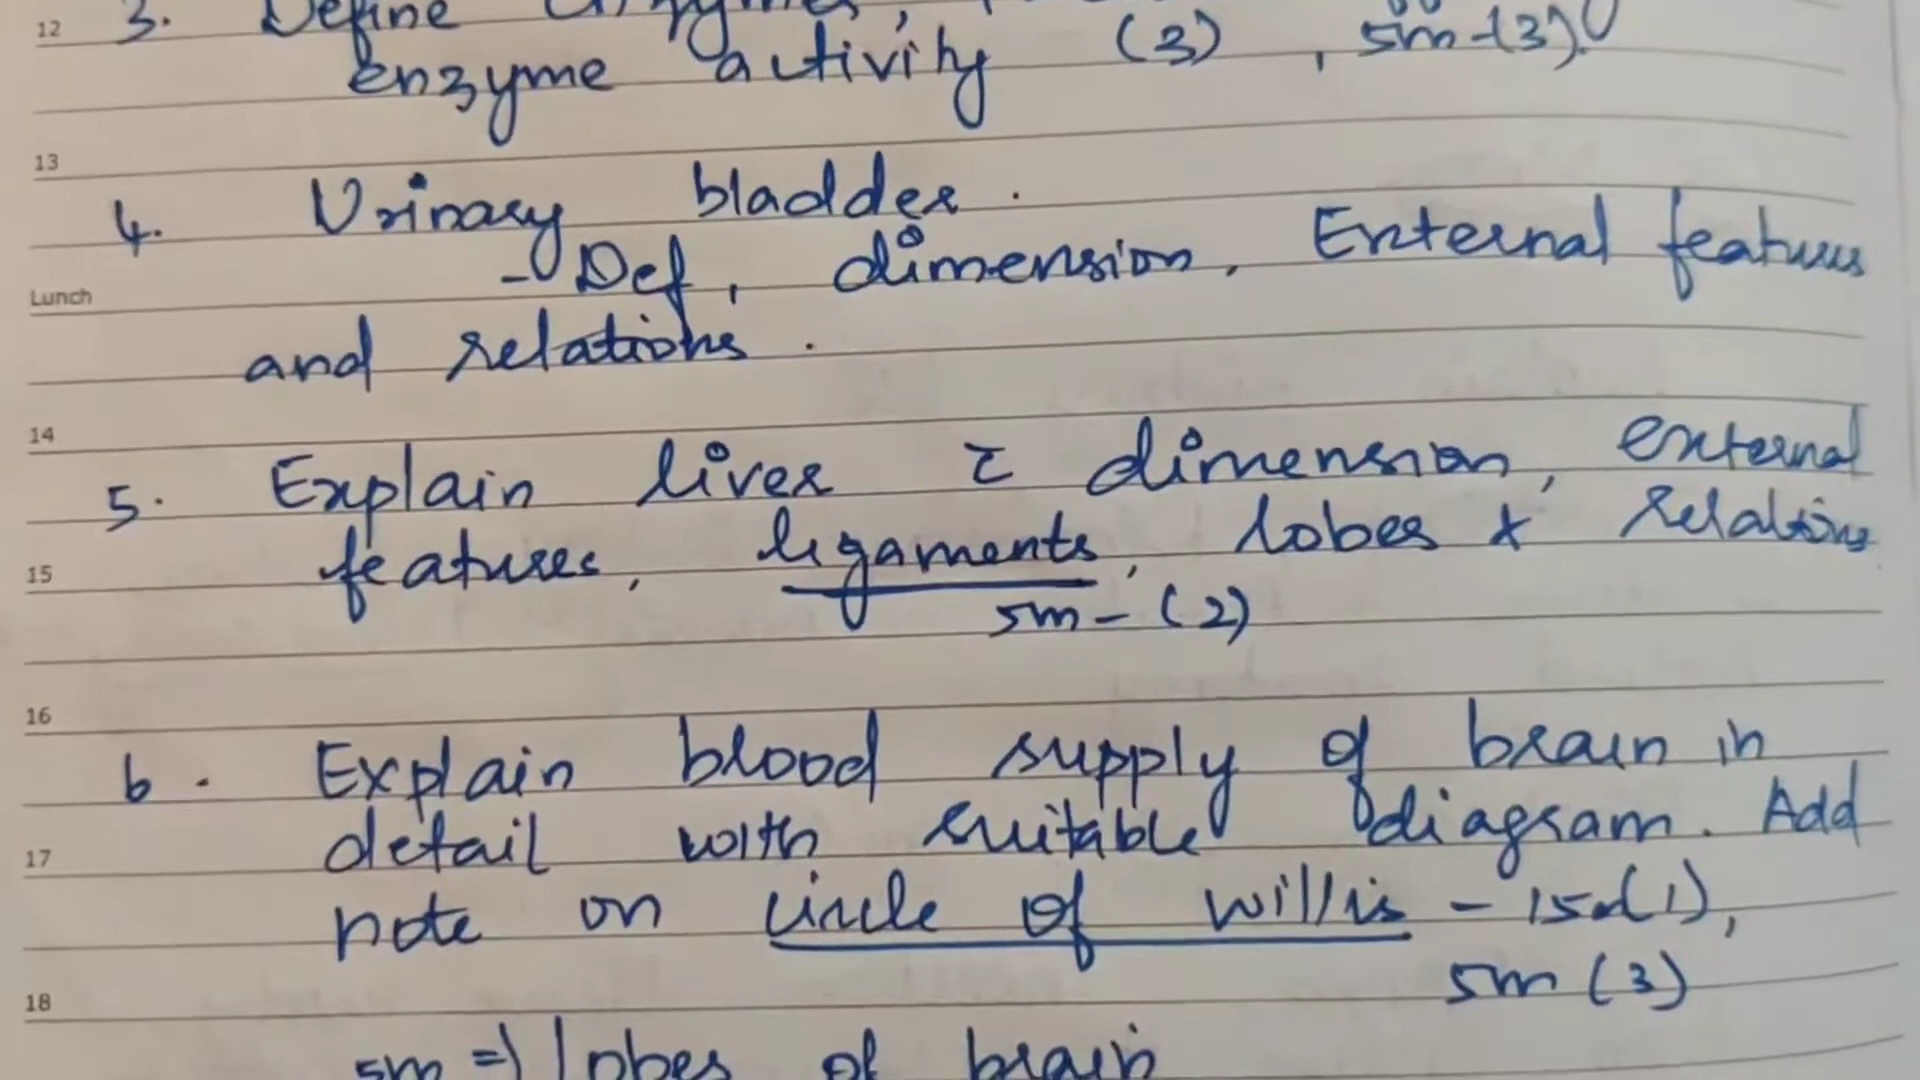 12 3. Define enzymes,
enzyme activity (3) , 5m-(3).
13
4. Urinary bladder .
- Def, dimension, External features
Lunch
and relations .
14
5. Explain liver c̄ dimension, external
features, ligaments, lobes & relations
15
5m - (2)
16
6 . Explain blood supply of brain in
detail with suitable diagram. Add
17
note on circle of willis - 15m(1),
5m (3)
18
5m => lobes of brain